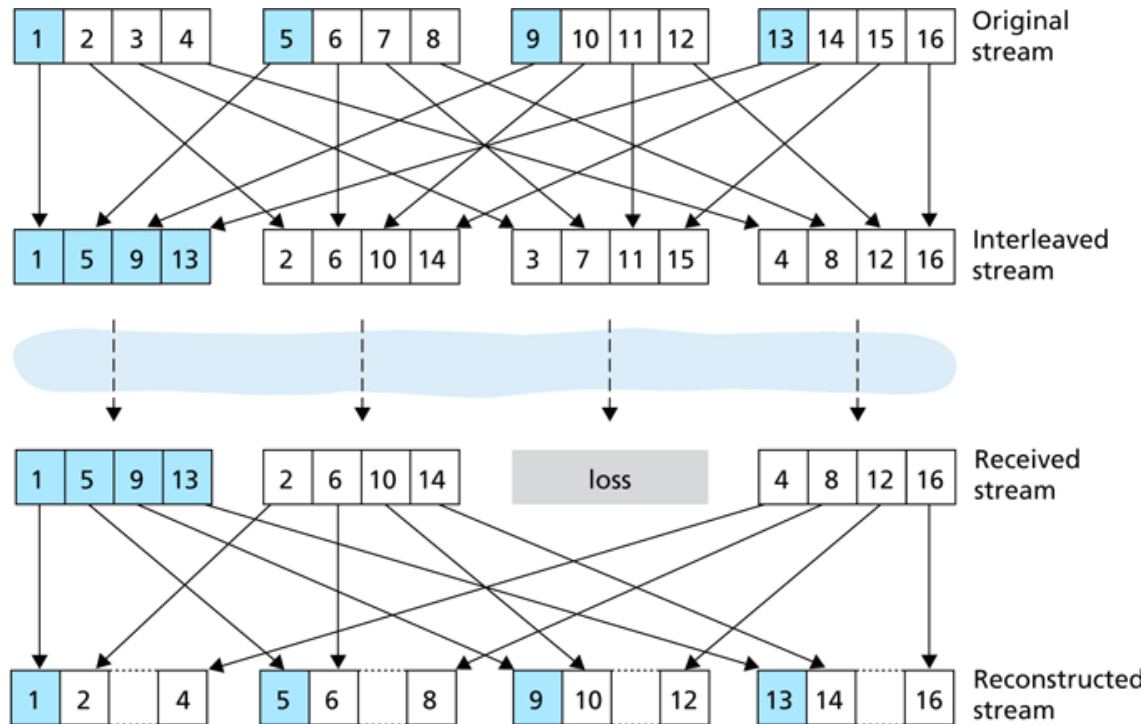 1 2 3 4 5 6 7 8 9 10 11 12 13 14 15 16 Original
stream
1 5 9 13 2 6 10 14 3 7 11 15 4 8 12 16 Interleaved
stream
1 5 9 13 2 6 10 14 loss 4 8 12 16 Received
stream
1 2 4 5 6 8 9 10 12 13 14 16 Reconstructed
stream